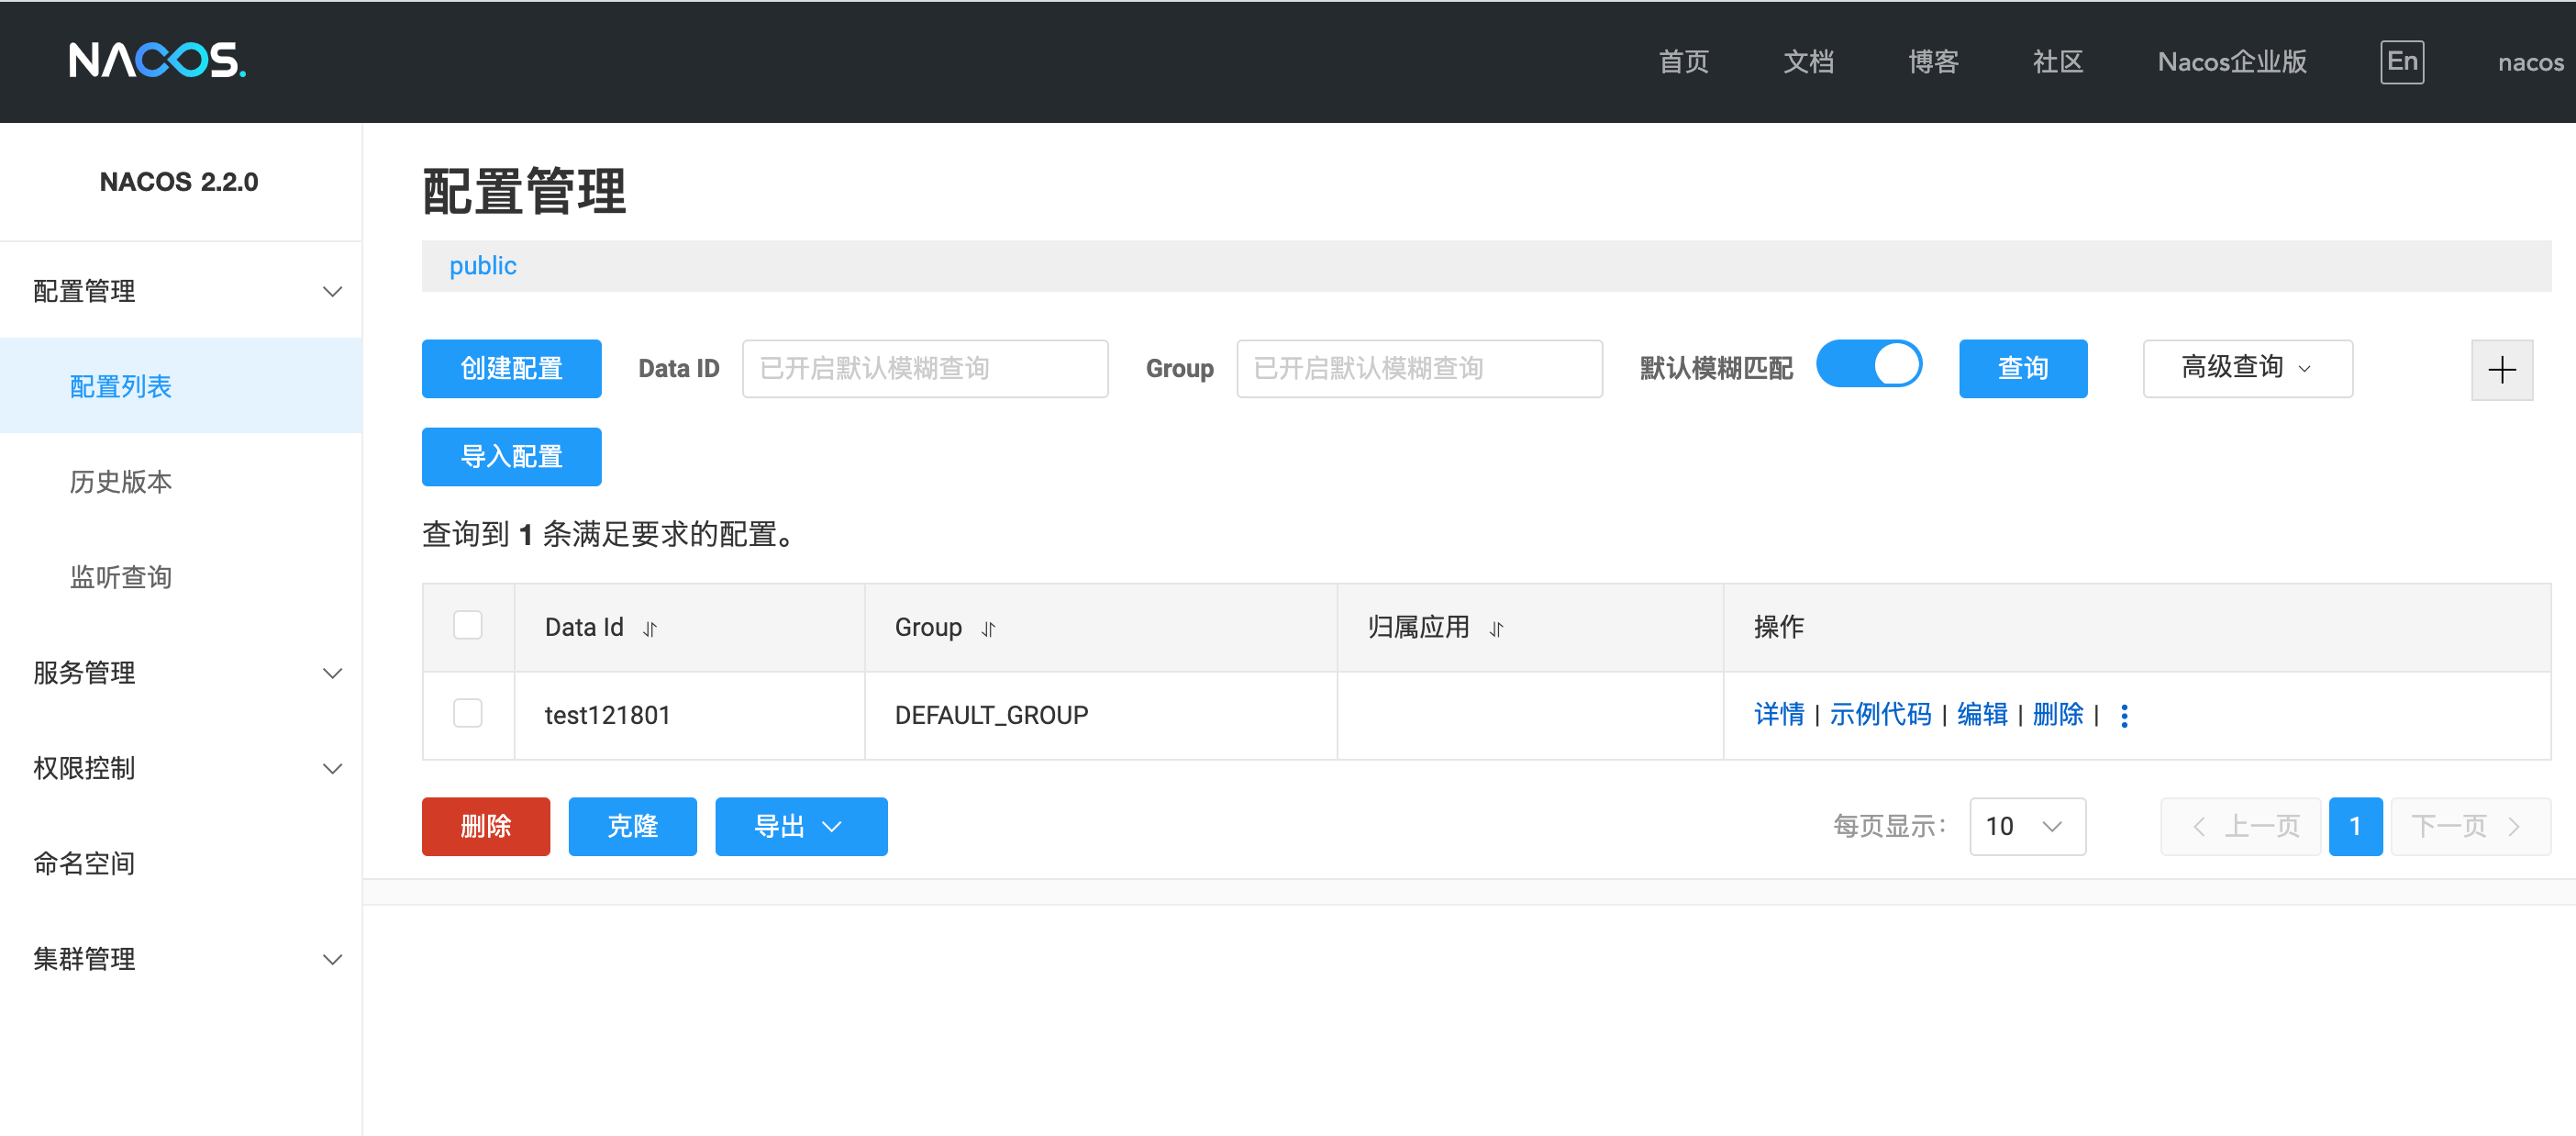 NACOS.
首页 文档 博客 社区 Nacos企业版 En nacos
NACOS 2.2.0
配置管理
配置列表
历史版本
监听查询
服务管理
权限控制
命名空间
集群管理
配置管理
public
创建配置 Data ID 已开启默认模糊查询 Group 已开启默认模糊查询 默认模糊匹配 查询 高级查询
导入配置
查询到 1 条满足要求的配置。
Data Id Group 归属应用 操作
test121801 DEFAULT_GROUP 详情 | 示例代码 | 编辑 | 删除 |
删除 克隆 导出 每页显示: 10 上一页 1 下一页